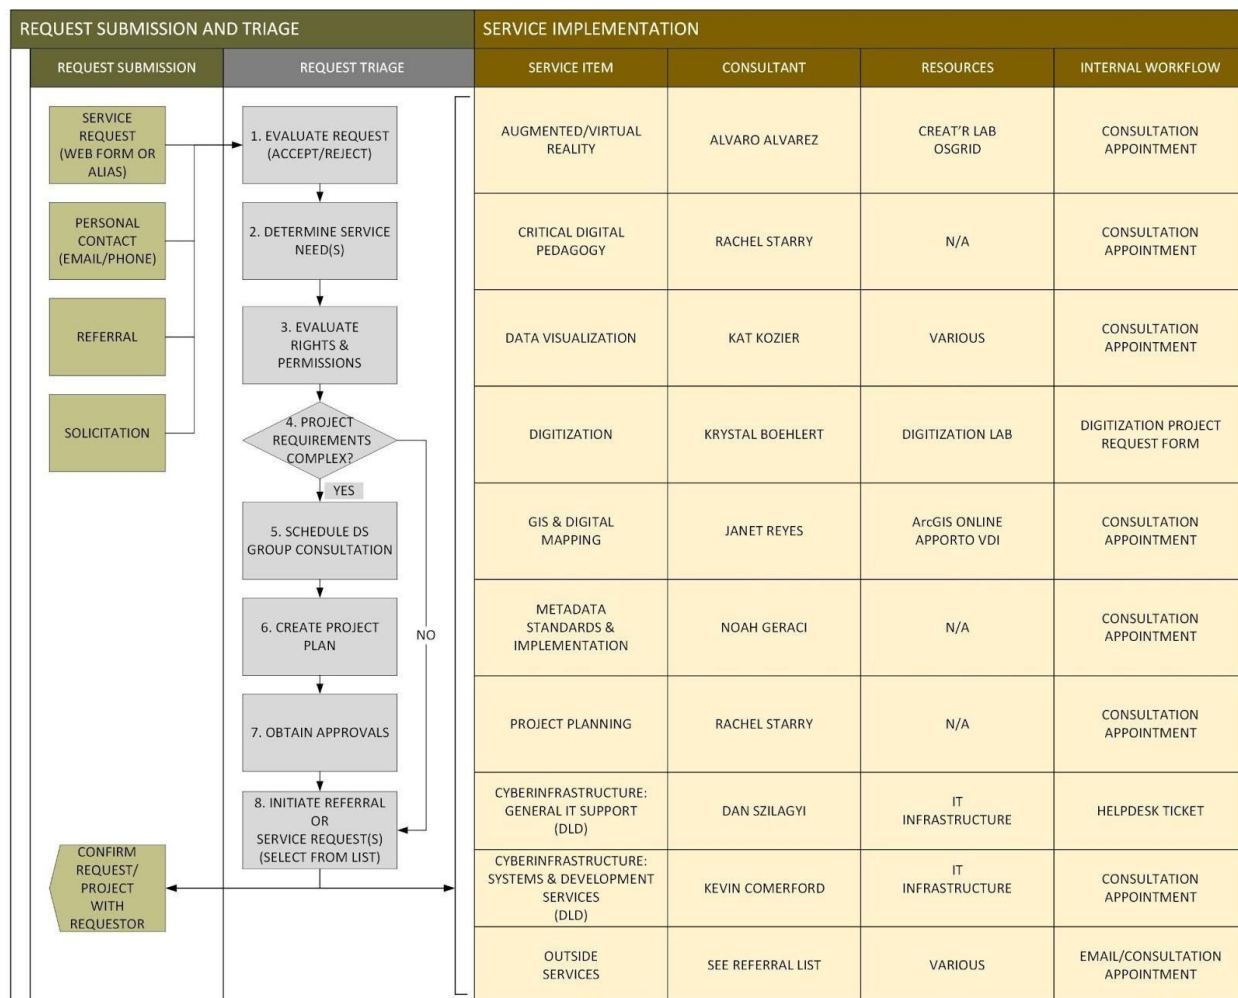 REQUEST SUBMISSION AND TRIAGE
SERVICE IMPLEMENTATION
REQUEST SUBMISSION
REQUEST TRIAGE
SERVICE ITEM
CONSULTANT
RESOURCES
INTERNAL WORKFLOW
SERVICE
REQUEST
(WEB FORM OR
ALIAS)
PERSONAL
CONTACT
(EMAIL/PHONE)
REFERRAL
SOLICITATION
CONFIRM
REQUEST/
PROJECT
WITH
REQUESTOR
1. EVALUATE REQUEST
(ACCEPT/REJECT)
2. DETERMINE SERVICE
NEED(S)
3. EVALUATE
RIGHTS &
PERMISSIONS
4. PROJECT
REQUIREMENTS
COMPLEX?
YES
NO
5. SCHEDULE DS
GROUP CONSULTATION
6. CREATE PROJECT
PLAN
7. OBTAIN APPROVALS
8. INITIATE REFERRAL
OR
SERVICE REQUEST(S)
(SELECT FROM LIST)
AUGMENTED/VIRTUAL
REALITY
ALVARO ALVAREZ
CREAT'R LAB
OSGRID
CONSULTATION
APPOINTMENT
CRITICAL DIGITAL
PEDAGOGY
RACHEL STARRY
N/A
CONSULTATION
APPOINTMENT
DATA VISUALIZATION
KAT KOZIER
VARIOUS
CONSULTATION
APPOINTMENT
DIGITIZATION
KRYSTAL BOEHLERT
DIGITIZATION LAB
DIGITIZATION PROJECT
REQUEST FORM
GIS & DIGITAL
MAPPING
JANET REYES
ArcGIS ONLINE
APPORTO VDI
CONSULTATION
APPOINTMENT
METADATA
STANDARDS &
IMPLEMENTATION
NOAH GERACI
N/A
CONSULTATION
APPOINTMENT
PROJECT PLANNING
RACHEL STARRY
N/A
CONSULTATION
APPOINTMENT
CYBERINFRASTRUCTURE:
GENERAL IT SUPPORT
(DLD)
DAN SZILAGYI
IT
INFRASTRUCTURE
HELPDESK TICKET
CYBERINFRASTRUCTURE:
SYSTEMS & DEVELOPMENT
SERVICES
(DLD)
KEVIN COMERFORD
IT
INFRASTRUCTURE
CONSULTATION
APPOINTMENT
OUTSIDE
SERVICES
SEE REFERRAL LIST
VARIOUS
EMAIL/CONSULTATION
APPOINTMENT